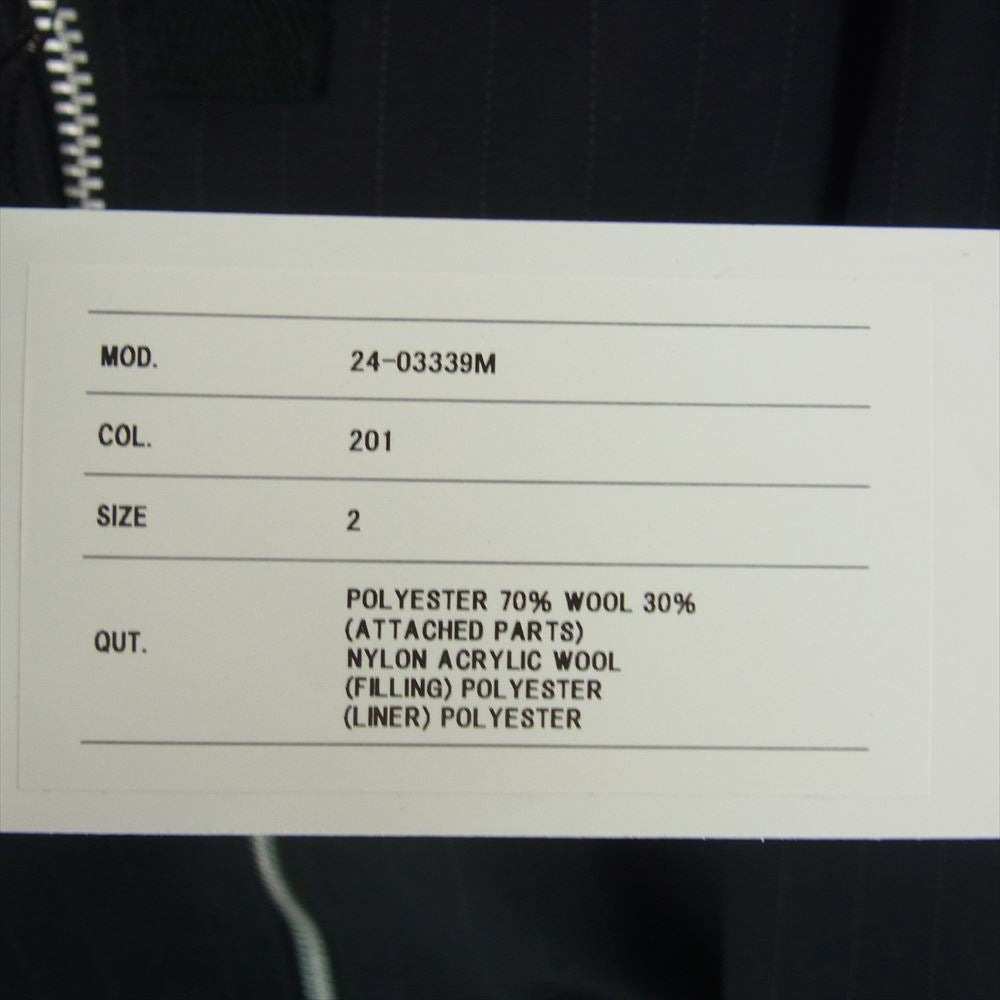 MOD. 24-03339M
COL. 201
SIZE 2
QUT. POLYESTER 70% WOOL 30%
(ATTACHED PARTS)
NYLON ACRYLIC WOOL
(FILLING) POLYESTER
(LINER) POLYESTER